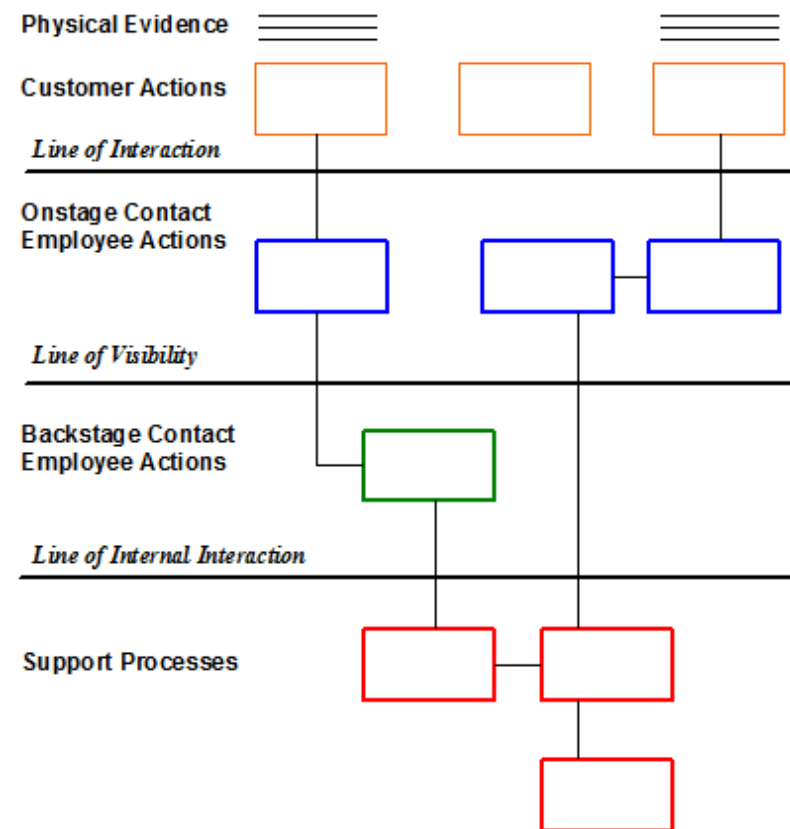 Physical Evidence
Customer Actions
Line of Interaction
Onstage Contact
Employee Actions
Line of Visibility
Backstage Contact
Employee Actions
Line of Internal Interaction
Support Processes